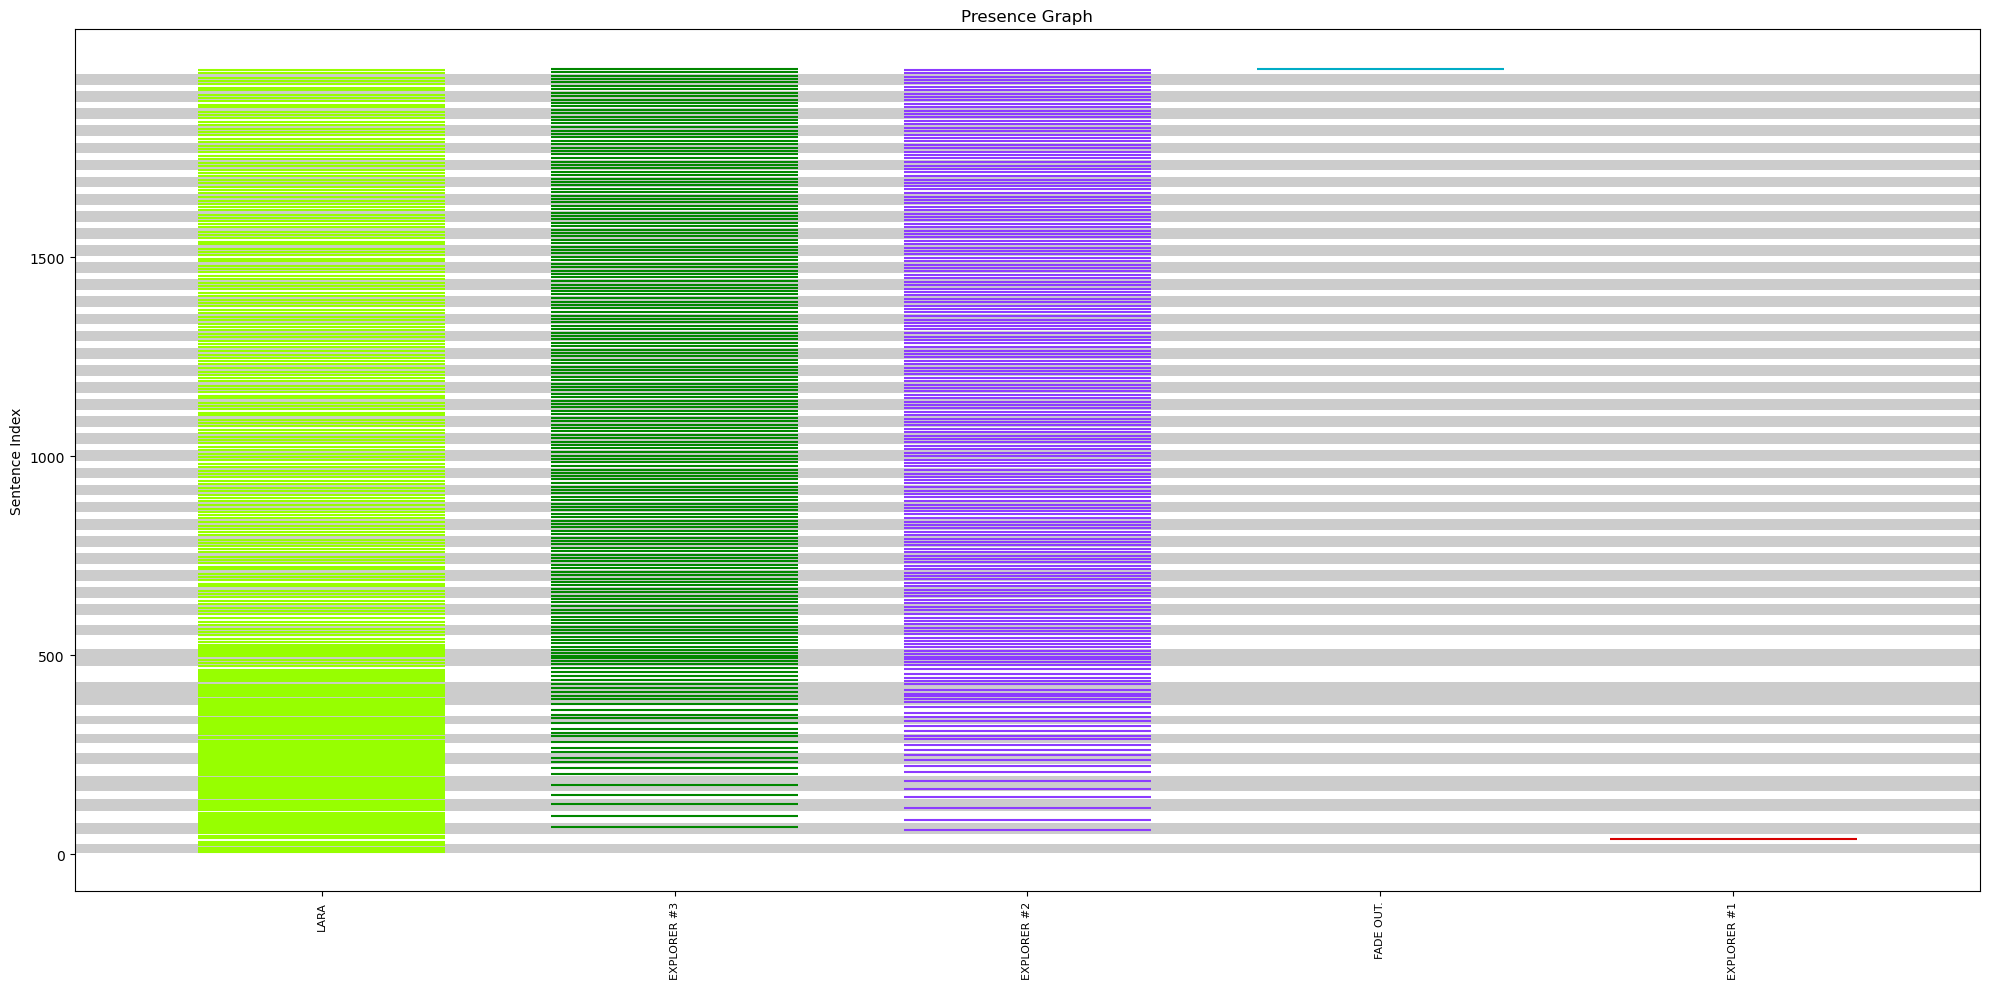 Presence Graph
Sentence Index
1500
1000
500
0
LARA
EXPLORER #3
EXPLORER #2
FADE OUT.
EXPLORER #1